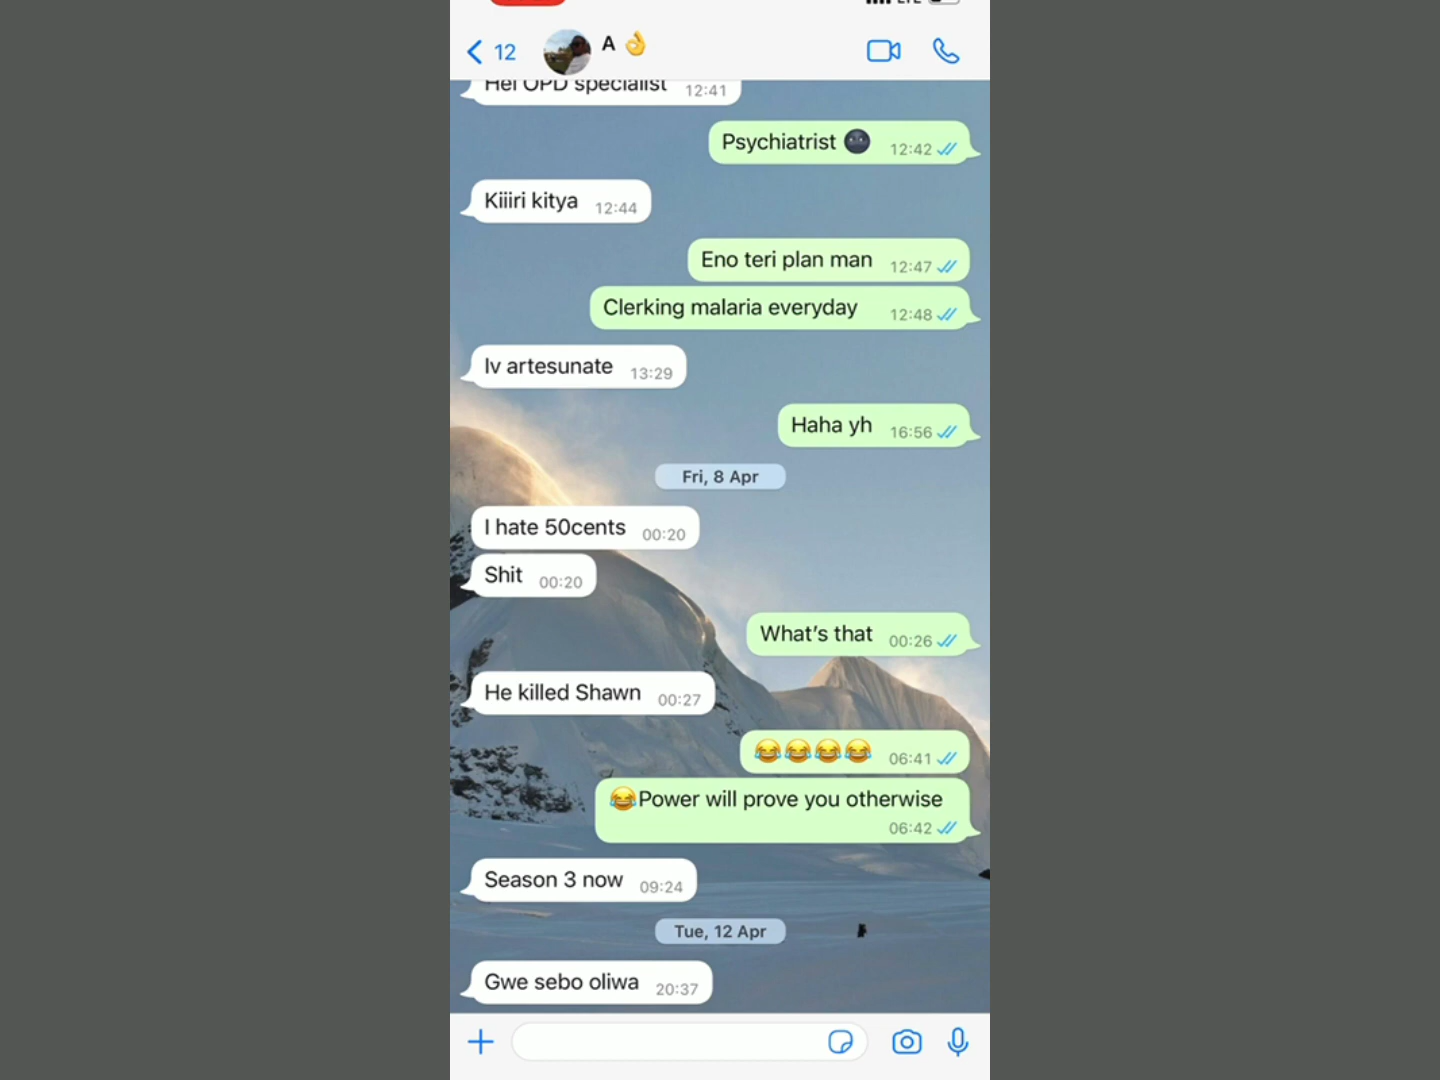 LTE
12
A 👌
Hei OPD specialist 12:41
Psychiatrist 🌚 12:42
Kiiiri kitya 12:44
Eno teri plan man 12:47
Clerking malaria everyday 12:48
Iv artesunate 13:29
Haha yh 16:56
Fri, 8 Apr
I hate 50cents 00:20
Shit 00:20
What's that 00:26
He killed Shawn 00:27
😂😂😂😂 06:41
😂Power will prove you otherwise
06:42
Season 3 now 09:24
Tue, 12 Apr
Gwe sebo oliwa 20:37